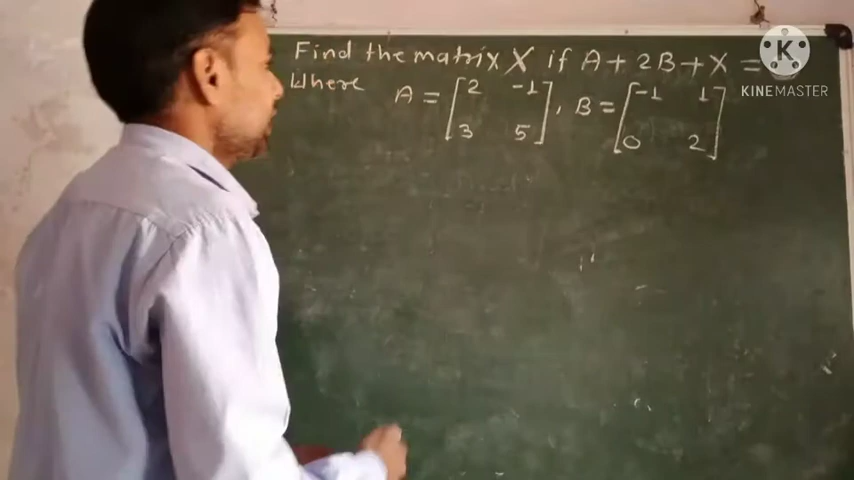 Find the matrix X if A + 2B + X =
Where A = [2 -1, B = [-1 1]
3 5] 0 2]
KINEMASTER